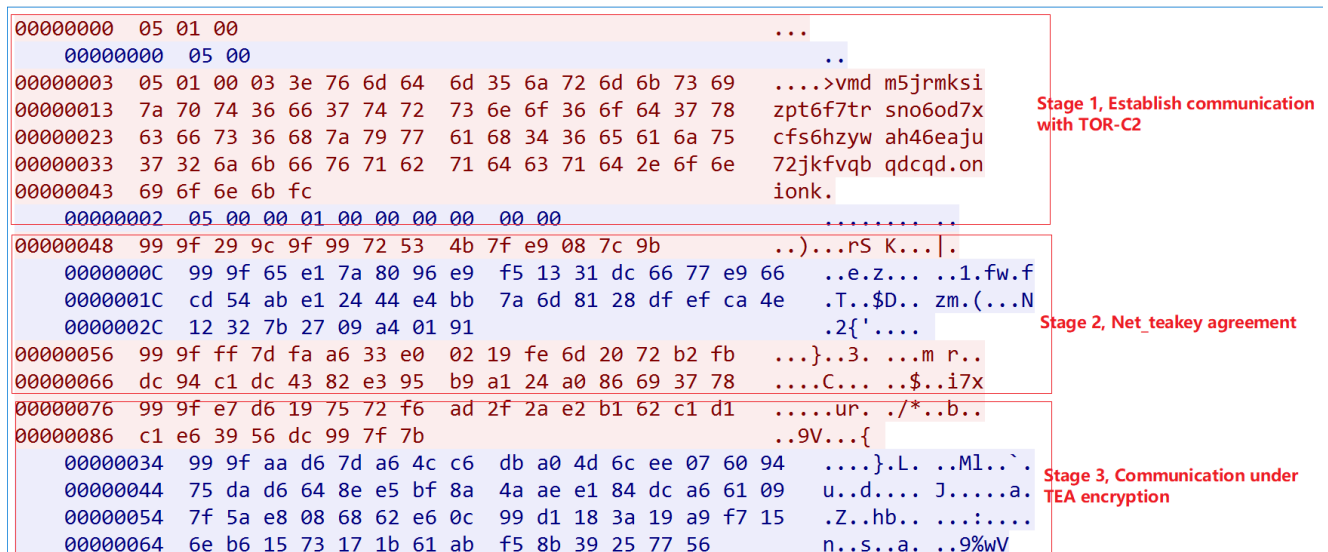 00000000  05 01 00                                          ...
    00000000  05 00                                             ..
00000003  05 01 00 03 3e 76 6d 64  6d 35 6a 72 6d 6b 73 69  ....>vmd m5jrmksi
00000013  7a 70 74 36 66 37 74 72  73 6e 6f 36 6f 64 37 78  zpt6f7tr sno6od7x
00000023  63 66 73 36 68 7a 79 77  61 68 34 36 65 61 6a 75  cfs6hzyw ah46eaju
00000033  37 32 6a 6b 66 76 71 62  71 64 63 71 64 2e 6f 6e  72jkfvqb qdcqd.on
00000043  69 6f 6e 6b fc                                    ionk.
    00000002  05 00 00 01 00 00 00 00  00 00                    ........ ..
Stage 1, Establish communication
with TOR-C2
00000048  99 9f 29 9c 9f 99 72 53  4b 7f e9 08 7c 9b        ..)...rS K...|.
    0000000C  99 9f 65 e1 7a 80 96 e9  f5 13 31 dc 66 77 e9 66  ..e.z... ..1.fw.f
    0000001C  cd 54 ab e1 24 44 e4 bb  7a 6d 81 28 df ef ca 4e  .T..$D.. zm.(...N
    0000002C  12 32 7b 27 09 a4 01 91                           .2{'....
00000056  99 9f ff 7d fa a6 33 e0  02 19 fe 6d 20 72 b2 fb  ...}..3. ...m r..
00000066  dc 94 c1 dc 43 82 e3 95  b9 a1 24 a0 86 69 37 78  ....C... ..$..i7x
Stage 2, Net_teakey agreement
00000076  99 9f e7 d6 19 75 72 f6  ad 2f 2a e2 b1 62 c1 d1  .....ur. ./*..b..
00000086  c1 e6 39 56 dc 99 7f 7b                           ..9V...{
    00000034  99 9f aa d6 7d a6 4c c6  db a0 4d 6c ee 07 60 94  ....}.L. ..Ml..`.
    00000044  75 da d6 64 8e e5 bf 8a  4a ae e1 84 dc a6 61 09  u..d.... J.....a.
    00000054  7f 5a e8 08 68 62 e6 0c  99 d1 18 3a 19 a9 f7 15  .Z..hb.. ...:....
    00000064  6e b6 15 73 17 1b 61 ab  f5 8b 39 25 77 56        n..s..a. ..9%wV
Stage 3, Communication under
TEA encryption